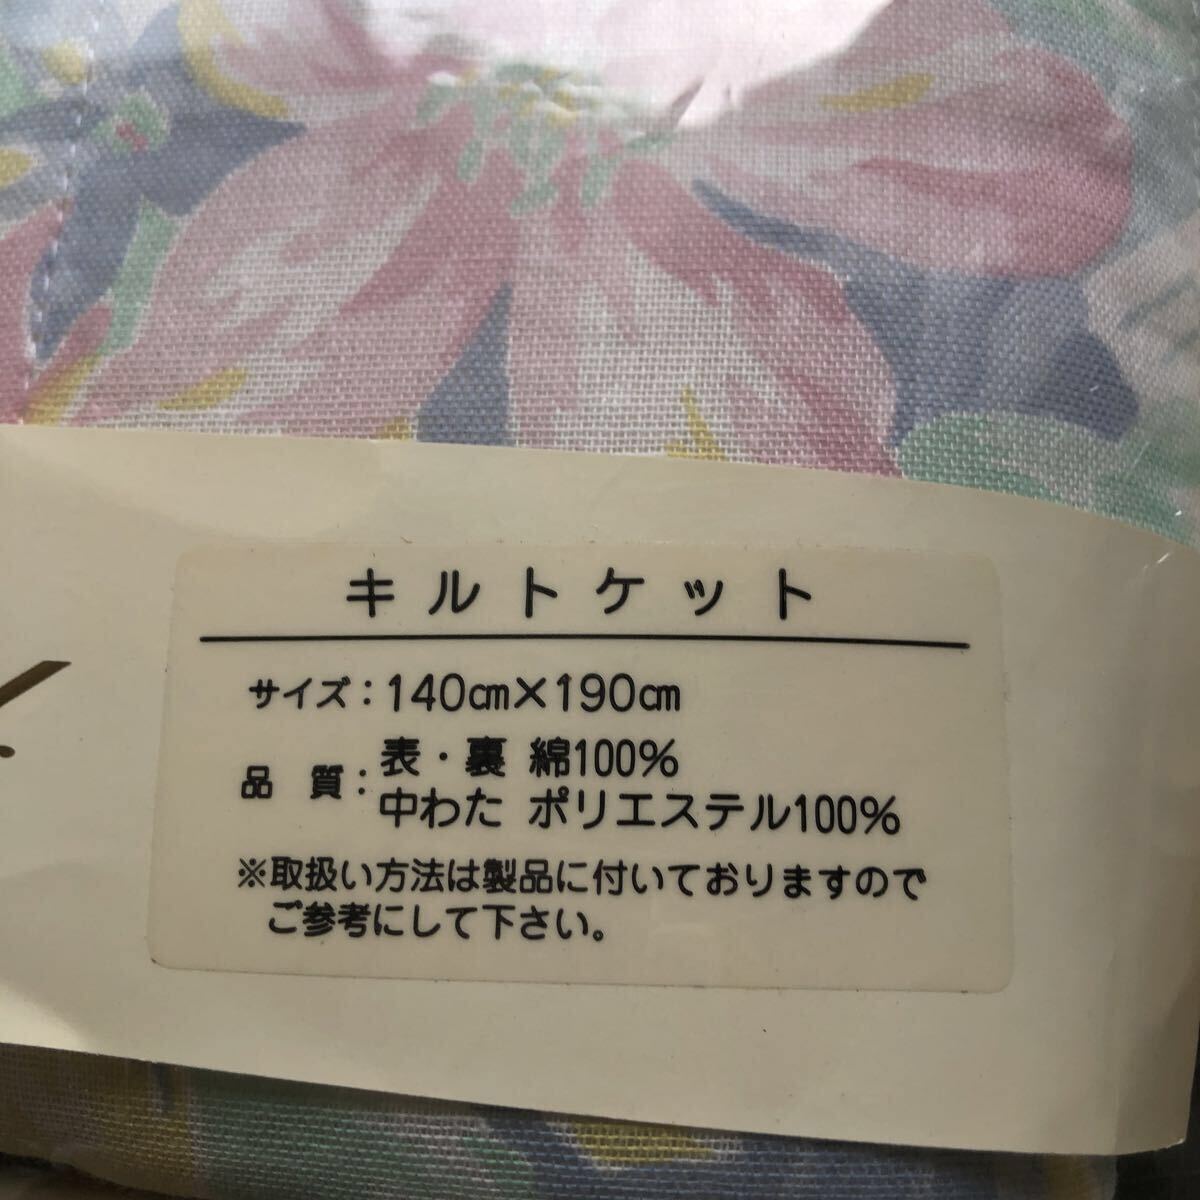 キルトケット
サイズ：140㎝×190㎝
品　質：表・裏 綿100%
中わた ポリエステル100%
※取扱い方法は製品に付いておりますので
ご参考にして下さい。